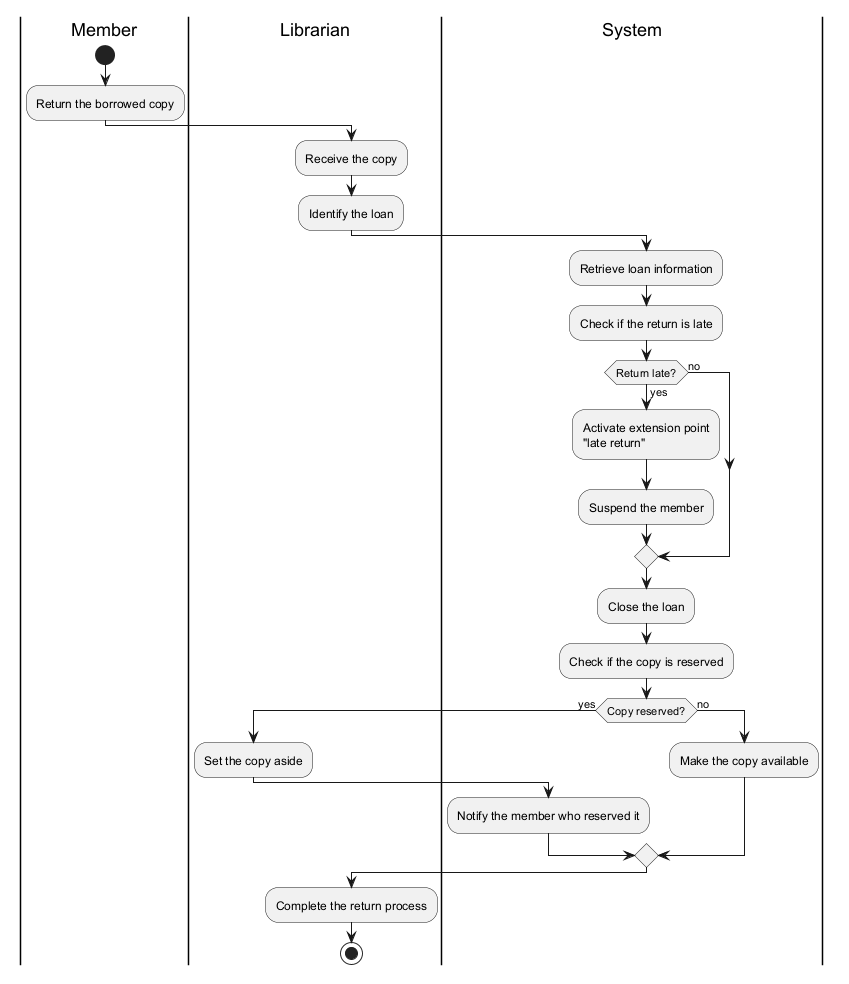 Member
Librarian
System
Return the borrowed copy
Receive the copy
Identify the loan
Retrieve loan information
Check if the return is late
Return late?
no
yes
Activate extension point
"late return"
Suspend the member
Close the loan
Check if the copy is reserved
yes
Copy reserved?
no
Set the copy aside
Make the copy available
Notify the member who reserved it
Complete the return process